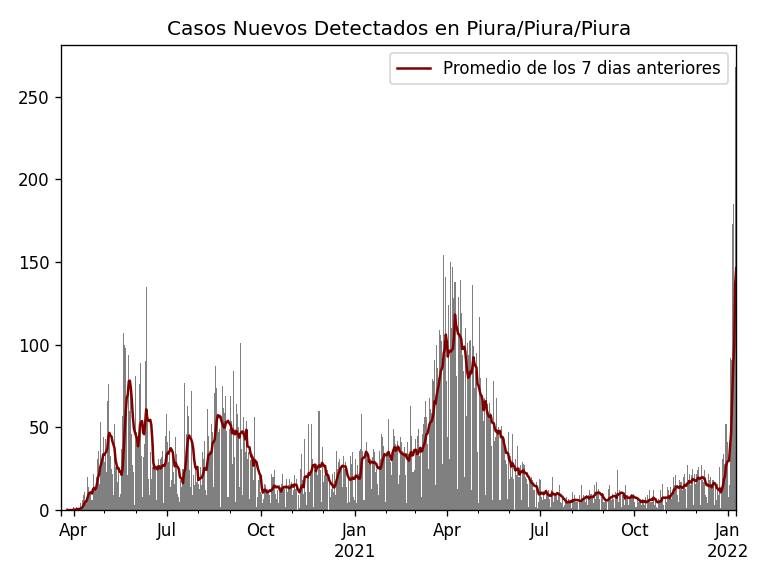 Casos Nuevos Detectados en Piura/Piura/Piura
Promedio de los 7 dias anteriores
250
200
150
100
50
0
Apr Jul Oct Jan Apr Jul Oct Jan
2021 2022